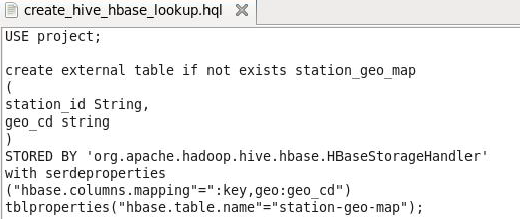 create_hive_hbase_lookup.hql
USE project;
create external table if not exists station_geo_map
(
station_id String,
geo_cd string
)
STORED BY 'org.apache.hadoop.hive.hbase.HBaseStorageHandler'
with serdeproperties
("hbase.columns.mapping"=":key,geo:geo_cd")
tblproperties("hbase.table.name"="station-geo-map");